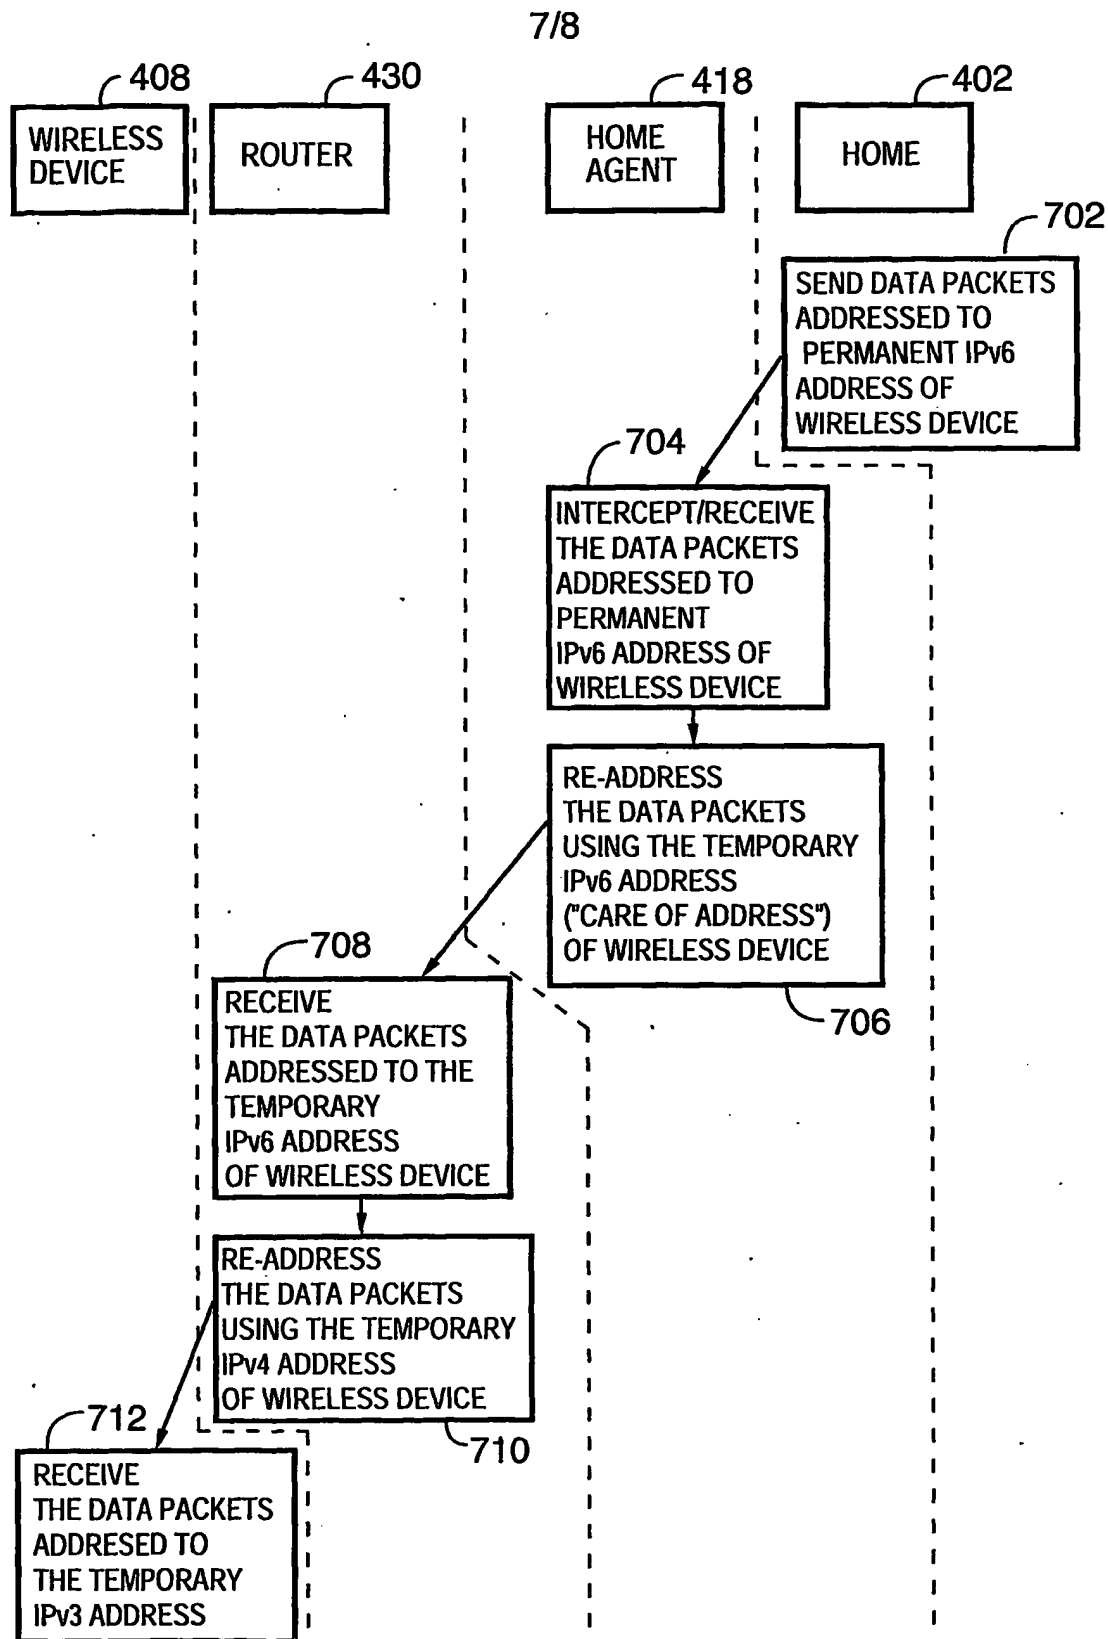 7/8
408
430
418
402
WIRELESS
DEVICE
ROUTER
HOME
AGENT
HOME
702
SEND DATA PACKETS
ADDRESSED TO
PERMANENT IPv6
ADDRESS OF
WIRELESS DEVICE
704
INTERCEPT/RECEIVE
THE DATA PACKETS
ADDRESSED TO
PERMANENT
IPv6 ADDRESS OF
WIRELESS DEVICE
RE-ADDRESS
THE DATA PACKETS
USING THE TEMPORARY
IPv6 ADDRESS
("CARE OF ADDRESS")
OF WIRELESS DEVICE
706
708
RECEIVE
THE DATA PACKETS
ADDRESSED TO THE
TEMPORARY
IPv6 ADDRESS
OF WIRELESS DEVICE
RE-ADDRESS
THE DATA PACKETS
USING THE TEMPORARY
IPv4 ADDRESS
OF WIRELESS DEVICE
710
712
RECEIVE
THE DATA PACKETS
ADDRESED TO
THE TEMPORARY
IPv3 ADDRESS